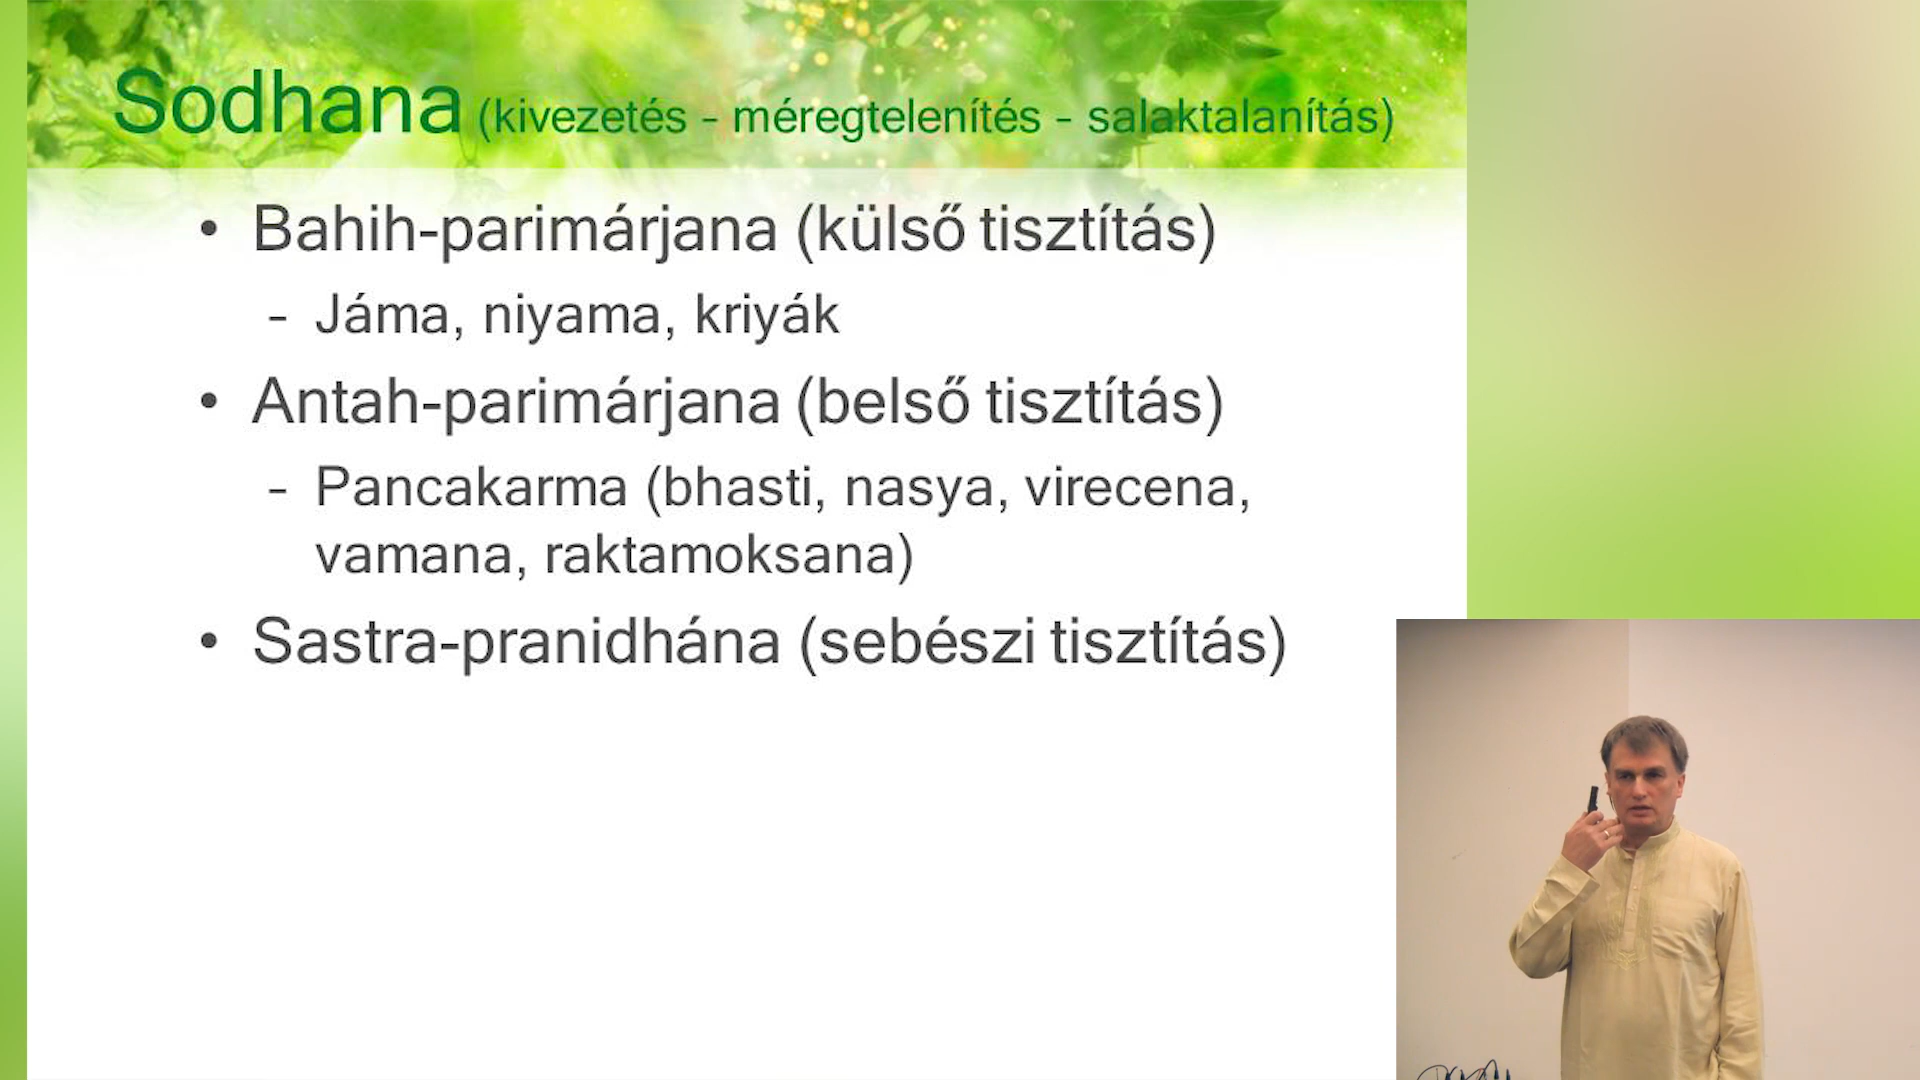 Sodhana (kivezetés – méregtelenítés – salaktalanítás)
• Bahih-parimárjana (külső tisztítás)
– Jáma, niyama, kriyák
• Antah-parimárjana (belső tisztítás)
– Pancakarma (bhasti, nasya, virecena,
vamana, raktamoksana)
• Sastra-pranidhána (sebészi tisztítás)